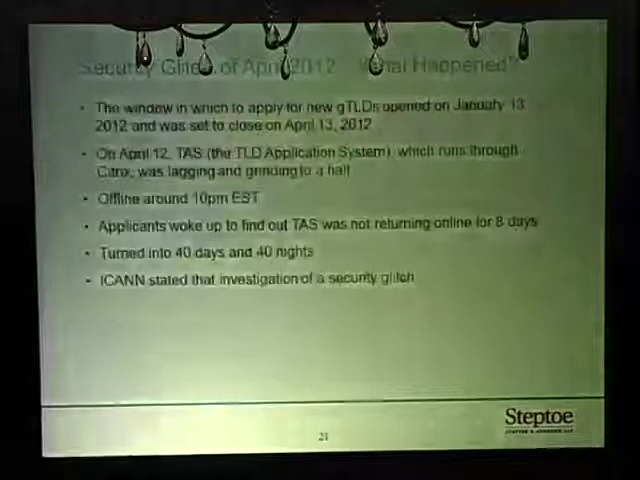 Security Glitch of April 2012 What Happened?
• The window in which to apply for new gTLDs opened on January 13
2012 and was set to close on April 13, 2012
• On April 12, TAS (the TLD Application System), which runs through
Citrix, was lagging and grinding to a halt
• Offline around 10pm EST
• Applicants woke up to find out TAS was not returning online for 8 days
• Turned into 40 days and 40 nights
• ICANN stated that investigation of a security glitch
Steptoe
STEPTOE & JOHNSON LLP
21